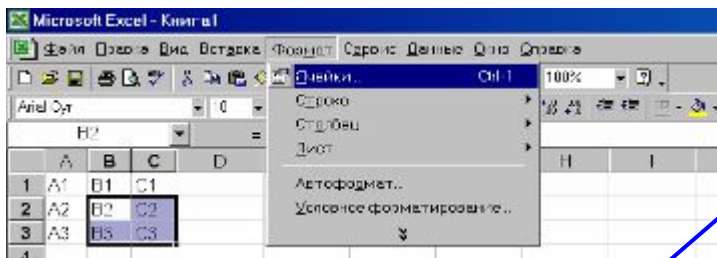 Microsoft Excel - Книга1
Файл Правка Вид Вставка Формат Сервис Данные Окно Справка
Ячейки... Ctrl-1 100%
Arial Cyr 10 Строка
B2 = Столбец
Лист
A B C D H I
1 A1 B1 C1 Автоформат...
2 A2 B2 C2 Условное форматирование...
3 A3 B3 C3
4